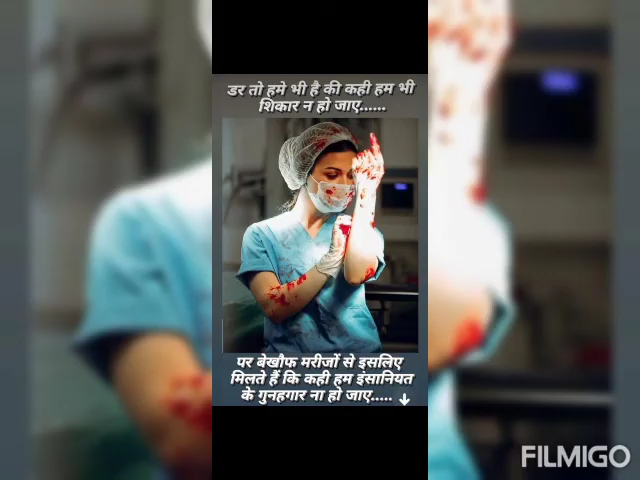 डर तो हमे भी है की कही हम भी
शिकार न हो जाए......
पर बेखौफ मरीजों से इसलिए
मिलते हैं कि कही हम इंसानियत
के गुनहगार ना हो जाए.....
FILMIGO